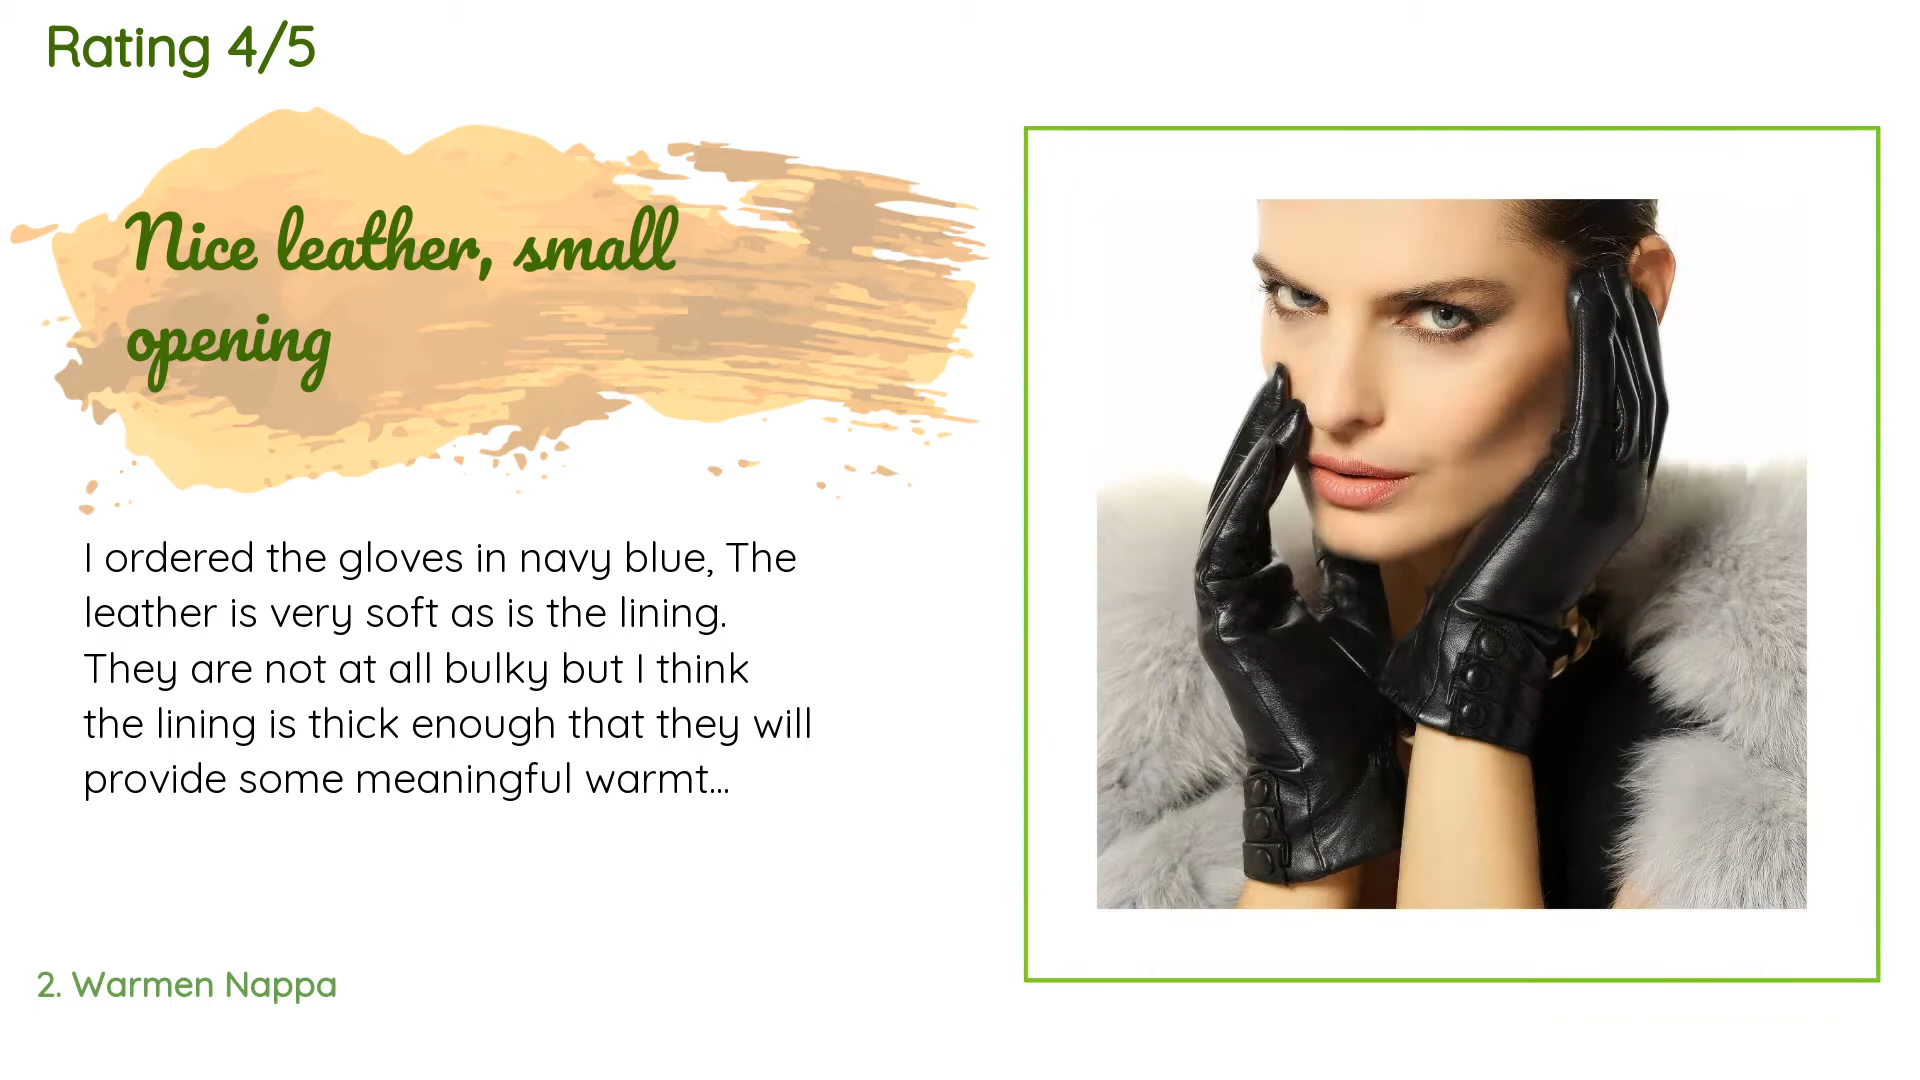 Rating 4/5
Nice leather, small
opening
I ordered the gloves in navy blue, The
leather is very soft as is the lining.
They are not at all bulky but I think
the lining is thick enough that they will
provide some meaningful warmt...
2. Warmen Nappa